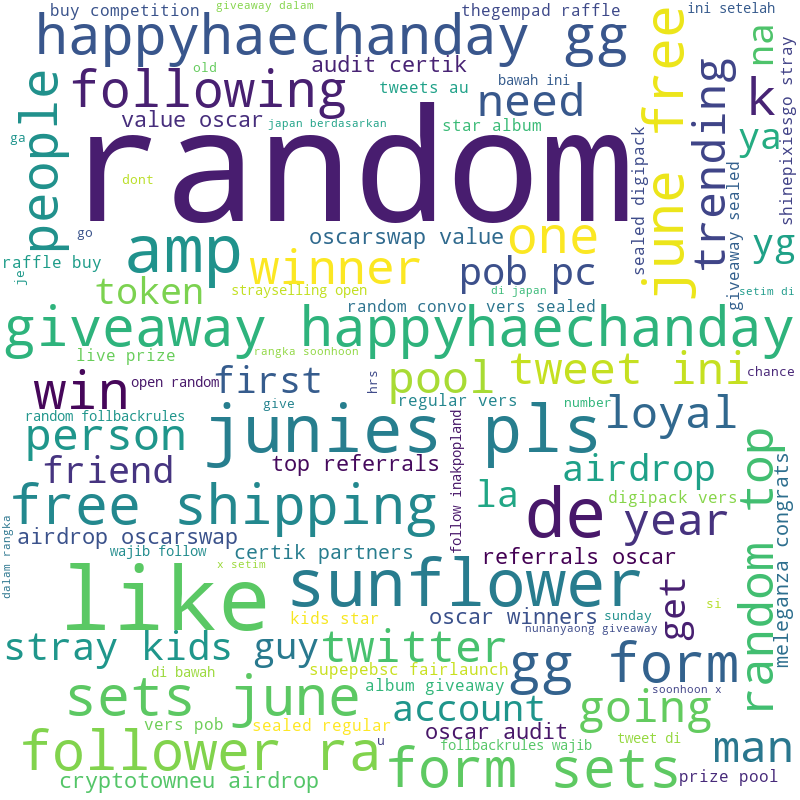 giveaway dalam
buy competition
thegempad raffle
ini setelah
happyhaechanday gg
june free
na
shinepixiesgo stray
old
audit certik
trending
k
following
bawah ini
tweets au
need
people
value oscar
japan berdasarkan
star album
random
ga
ya
sealed digipack
giveaway sealed
dont
go
amp
oscarswap value
one
yg
raffle buy
winner
pob pc
je
token
strayselling open
di japan
setim di
random convo
vers sealed
giveaway happyhaechanday
live prize
rangka soonhoon
tweet ini
win
open random
first
hrs
pool
chance
random follbackrules
give
regular vers
number
loyal
person
junies pls
follow inakpopland
random top
meleganza congrats
friend
top referrals
airdrop
free shipping
la
de
digipack vers
year
airdrop oscarswap
dalam rangka
wajib follow
certik partners
referrals oscar
like
x setim
sunflower
get
si
kids star
oscar winners
sunday
nunanyaong giveaway
stray kids
guy
twitter
gg form
di bawah
supepebsc fairlaunch
soonhoon x
sets june
album giveaway
account
going
vers pob
sealed regular
oscar audit
follower ra
u
follbackrules wajib
tweet di
man
cryptotowneu airdrop
form sets
prize pool